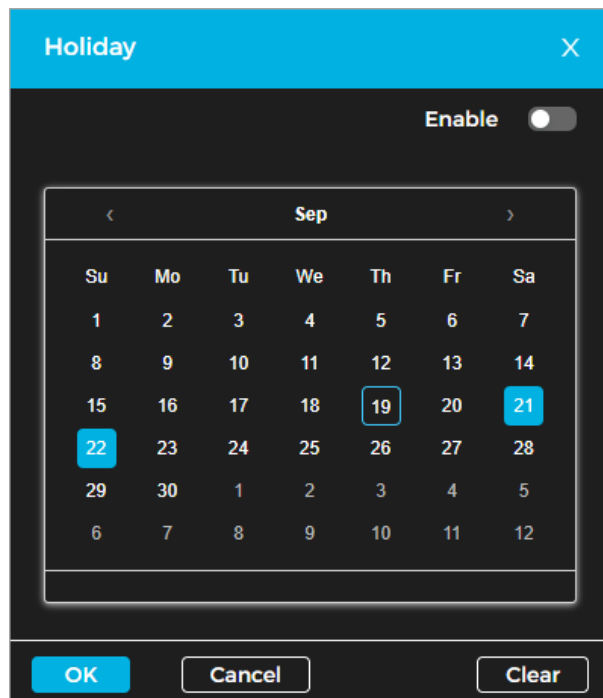 Holiday X
Enable
‹ Sep ›
Su Mo Tu We Th Fr Sa
1 2 3 4 5 6 7
8 9 10 11 12 13 14
15 16 17 18 19 20 21
22 23 24 25 26 27 28
29 30 1 2 3 4 5
6 7 8 9 10 11 12
OK Cancel Clear